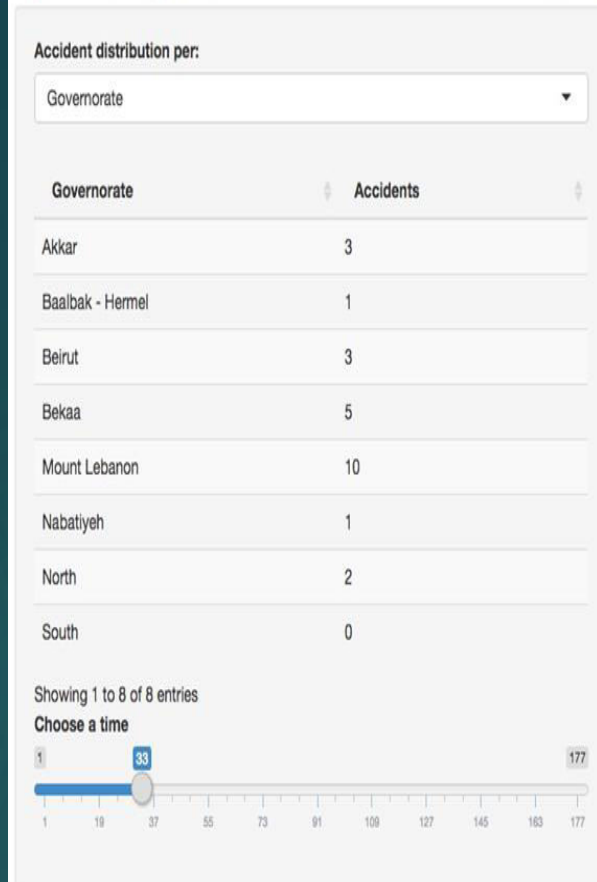 Accident distribution per:
Governorate
Governorate Accidents
Akkar 3
Baalbak - Hermel 1
Beirut 3
Bekaa 5
Mount Lebanon 10
Nabatiyeh 1
North 2
South 0
Showing 1 to 8 of 8 entries
Choose a time
1 33 177
1 19 37 55 73 91 109 127 145 163 177